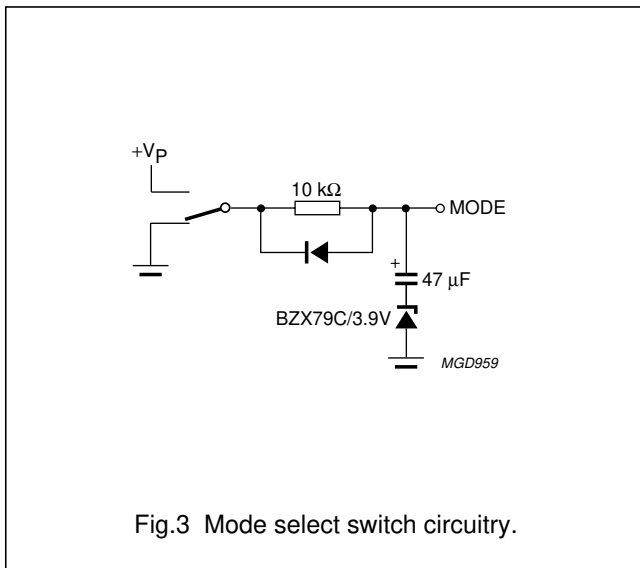 +VP
10 kΩ
MODE
+
47 μF
BZX79C/3.9V
MGD959
Fig.3 Mode select switch circuitry.